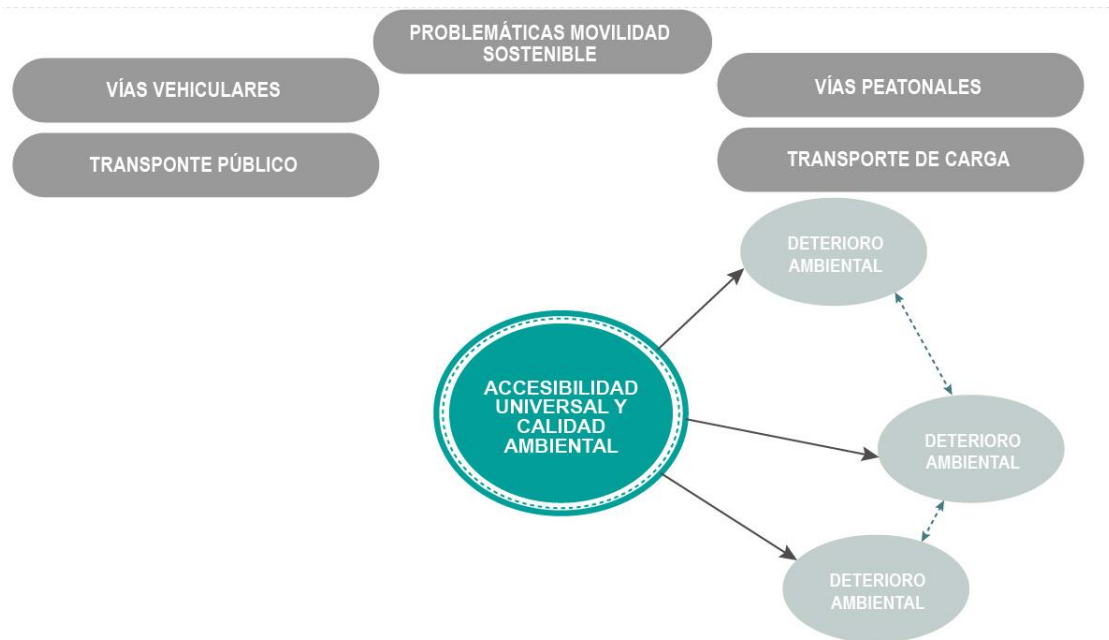 PROBLEMÁTICAS MOVILIDAD
SOSTENIBLE
VÍAS VEHICULARES
VÍAS PEATONALES
TRANSPONTE PÚBLICO
TRANSPORTE DE CARGA
DETERIORO
AMBIENTAL
ACCESIBILIDAD
UNIVERSAL Y
CALIDAD
AMBIENTAL
DETERIORO
AMBIENTAL
DETERIORO
AMBIENTAL